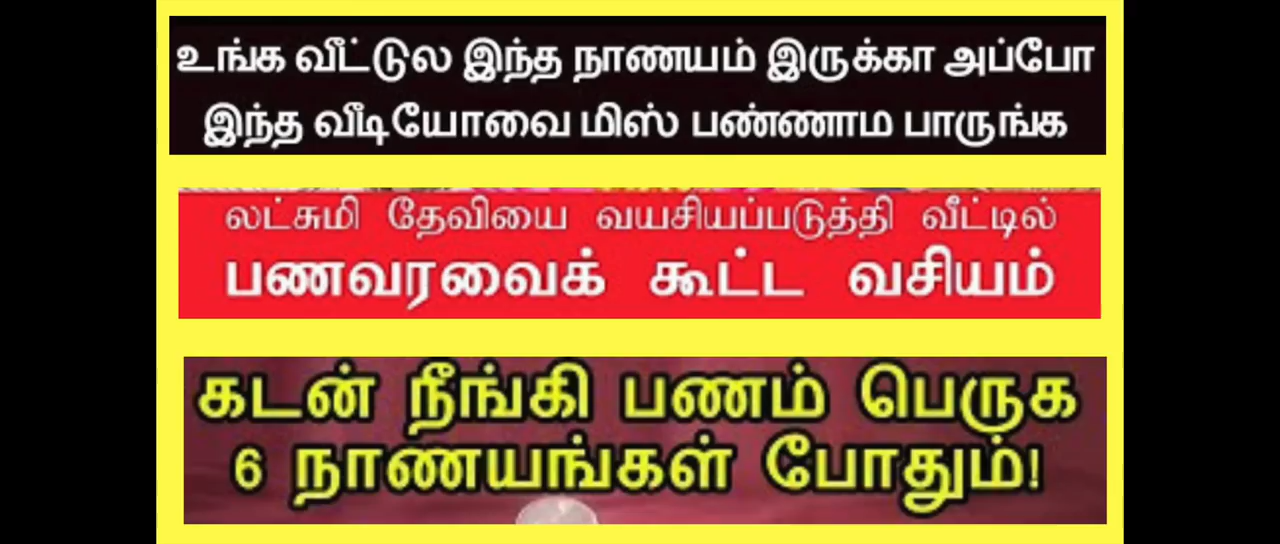 உங்க வீட்டுல இந்த நாணயம் இருக்கா அப்போ
இந்த வீடியோவை மிஸ் பண்ணாம பாருங்க
லட்சுமி தேவியை வயசியப்படுத்தி வீட்டில்
பணவரவைக் கூட்ட வசியம்
கடன் நீங்கி பணம் பெருக
6 நாணயங்கள் போதும்!